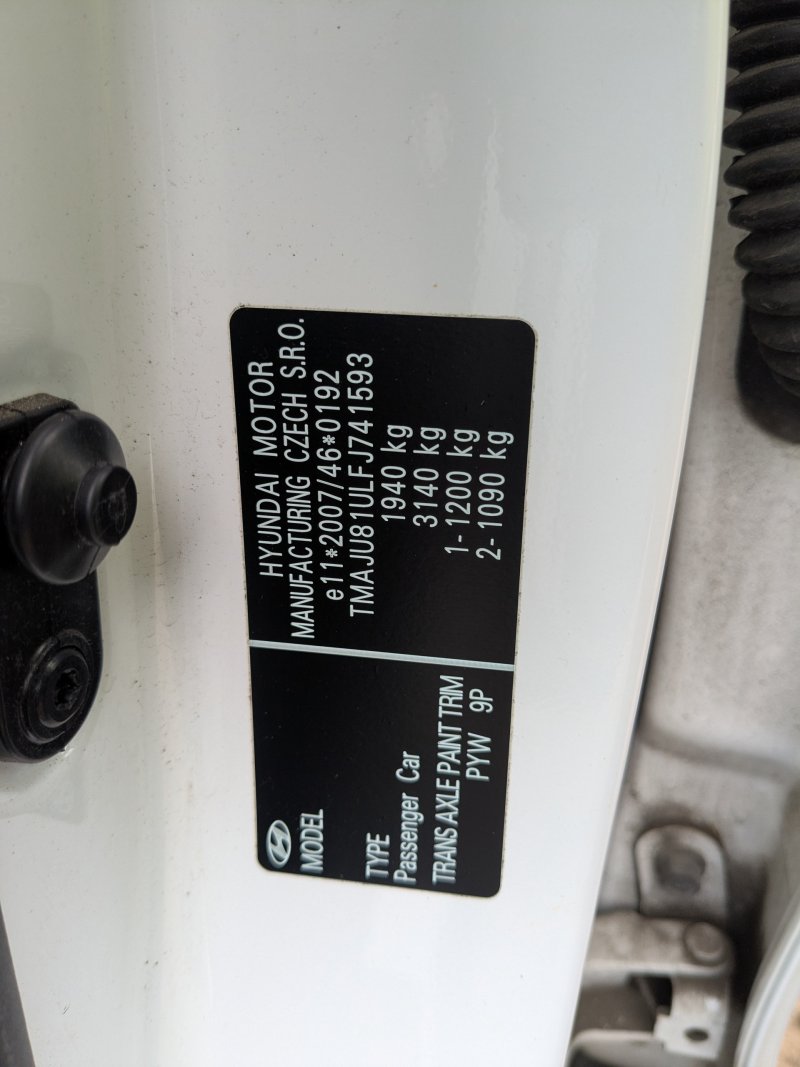 HYUNDAI MOTOR
MANUFACTURING CZECH S.R.O.
e11*2007/46*0192
TMAJU81ULFJ741593
1940 kg
3140 kg
1-1200 kg
2-1090 kg
MODEL
TYPE
Passenger Car
TRANS AXLE PAINT TRIM
PYW 9P